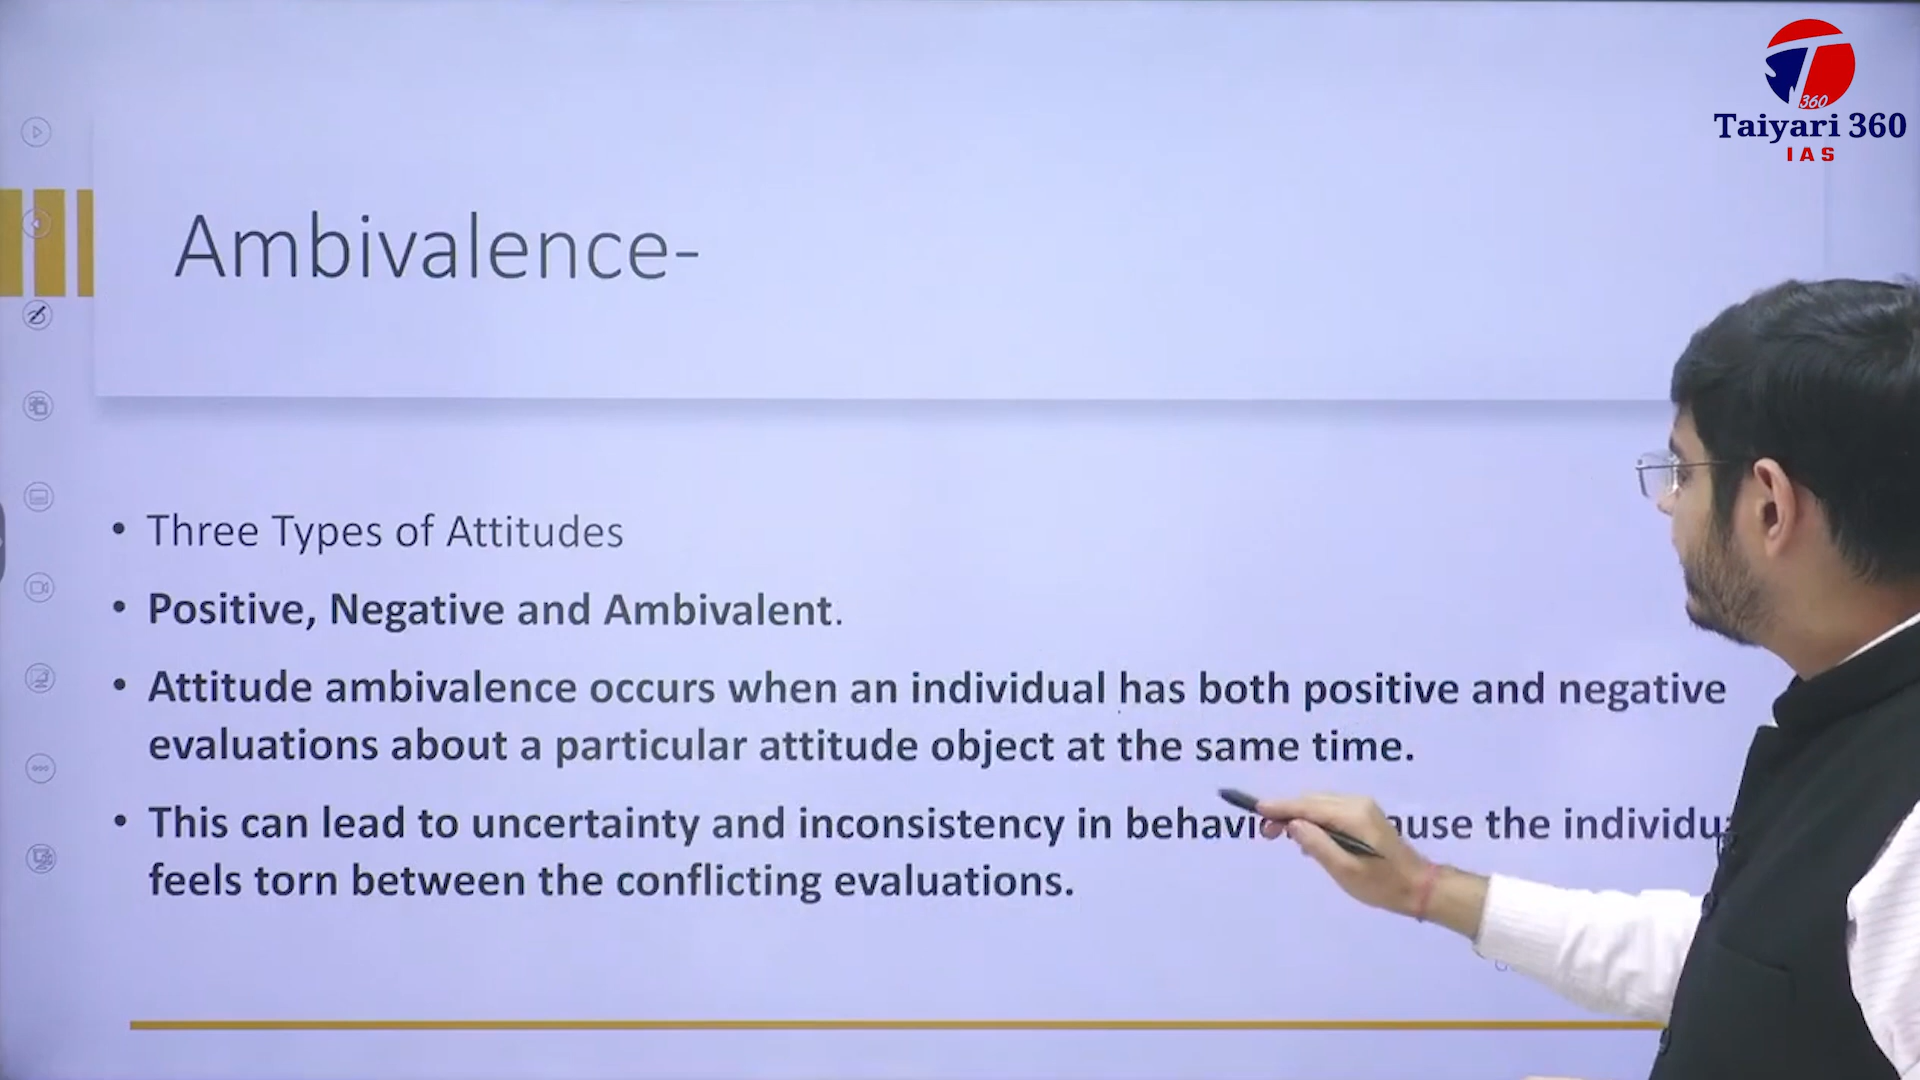 360
Taiyari 360
IAS
Ambivalence-
• Three Types of Attitudes
• Positive, Negative and Ambivalent.
• Attitude ambivalence occurs when an individual has both positive and negative
evaluations about a particular attitude object at the same time.
• This can lead to uncertainty and inconsistency in the
feels torn between the conflicting evaluations.